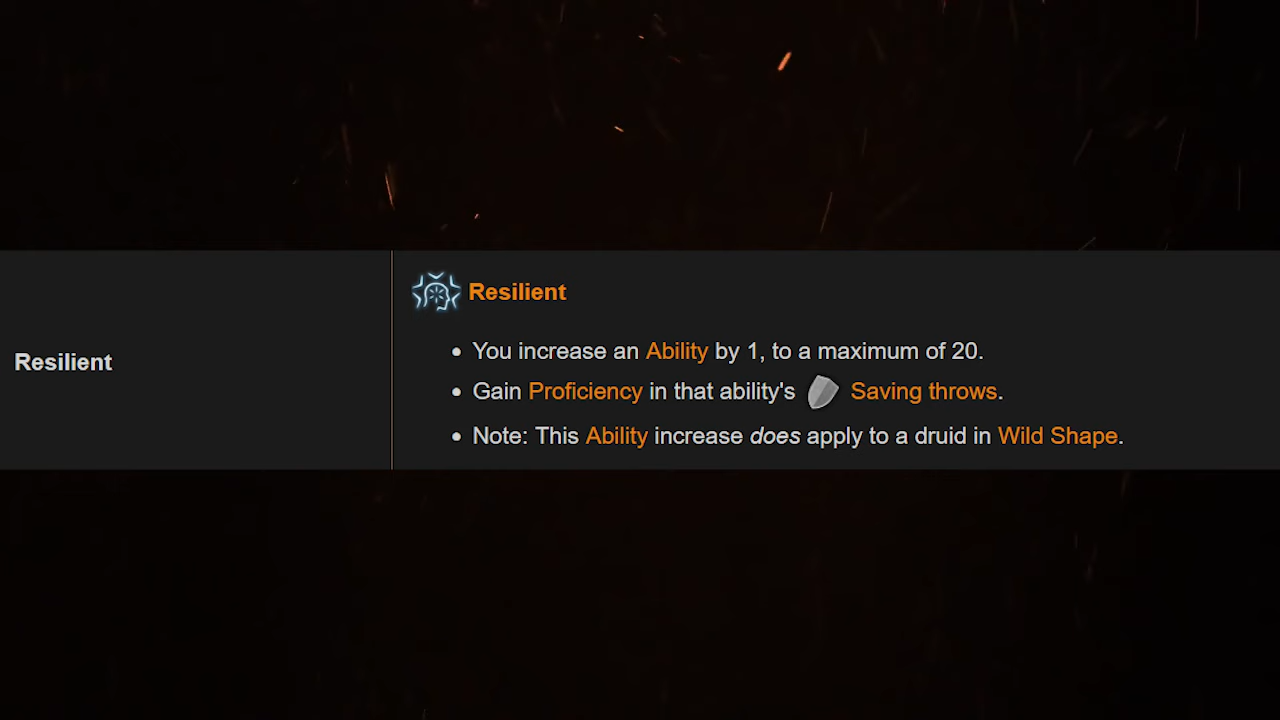 Resilient
Resilient
• You increase an Ability by 1, to a maximum of 20.
• Gain Proficiency in that ability's Saving throws.
• Note: This Ability increase does apply to a druid in Wild Shape.